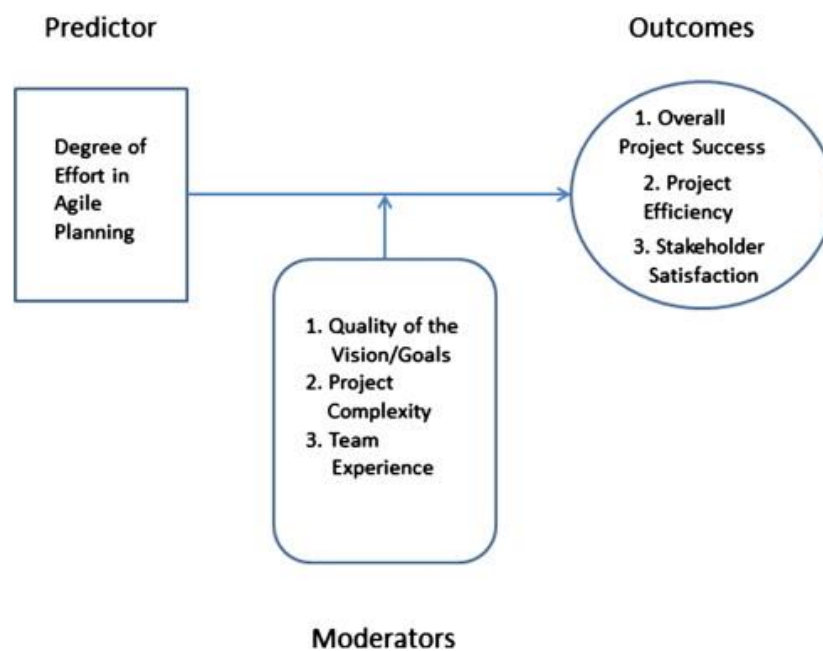 Predictor
Outcomes
Degree of
Effort in
Agile
Planning
1. Overall
Project Success
2. Project
Efficiency
3. Stakeholder
Satisfaction
1. Quality of the
Vision/Goals
2. Project
Complexity
3. Team
Experience
Moderators